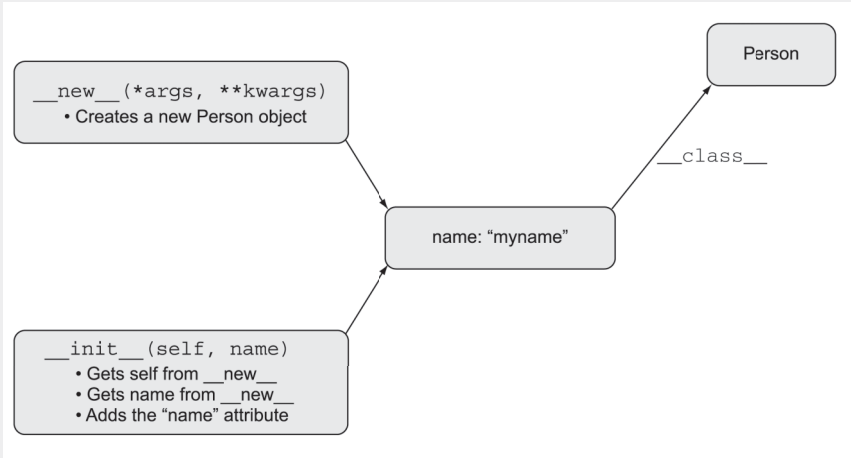 __new__(*args, **kwargs)
• Creates a new Person object
Person
__class__
name: “myname”
__init__(self, name)
• Gets self from __new__
• Gets name from __new__
• Adds the “name” attribute